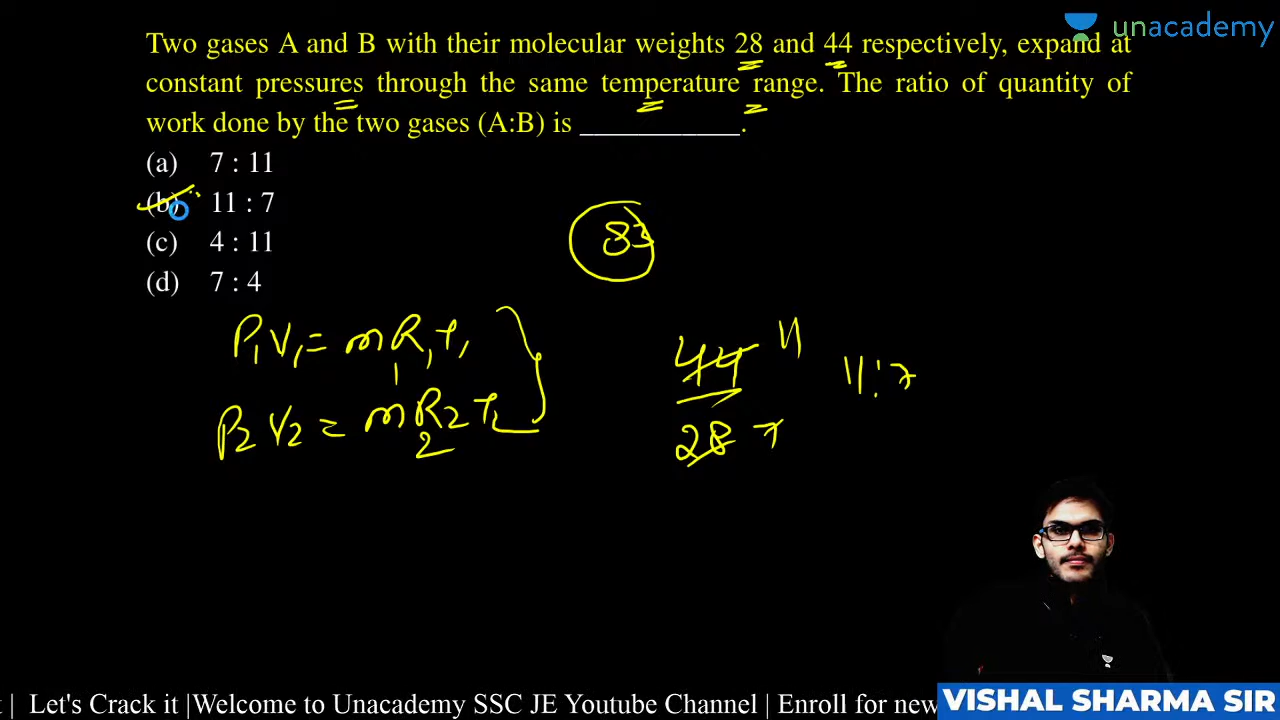 unacademy
Two gases A and B with their molecular weights 28 and 44 respectively, expand at
constant pressures through the same temperature range. The ratio of quantity of
work done by the two gases (A:B) is ____________.
(a) 7 : 11
(b) 11 : 7
(c) 4 : 11
(d) 7 : 4
83
P1V1 = mR1T1
1
P2V2 = mR2T2
2
44 11
28 7
11:7
| Let's Crack it |Welcome to Unacademy SSC JE Youtube Channel | Enroll for new
VISHAL SHARMA SIR